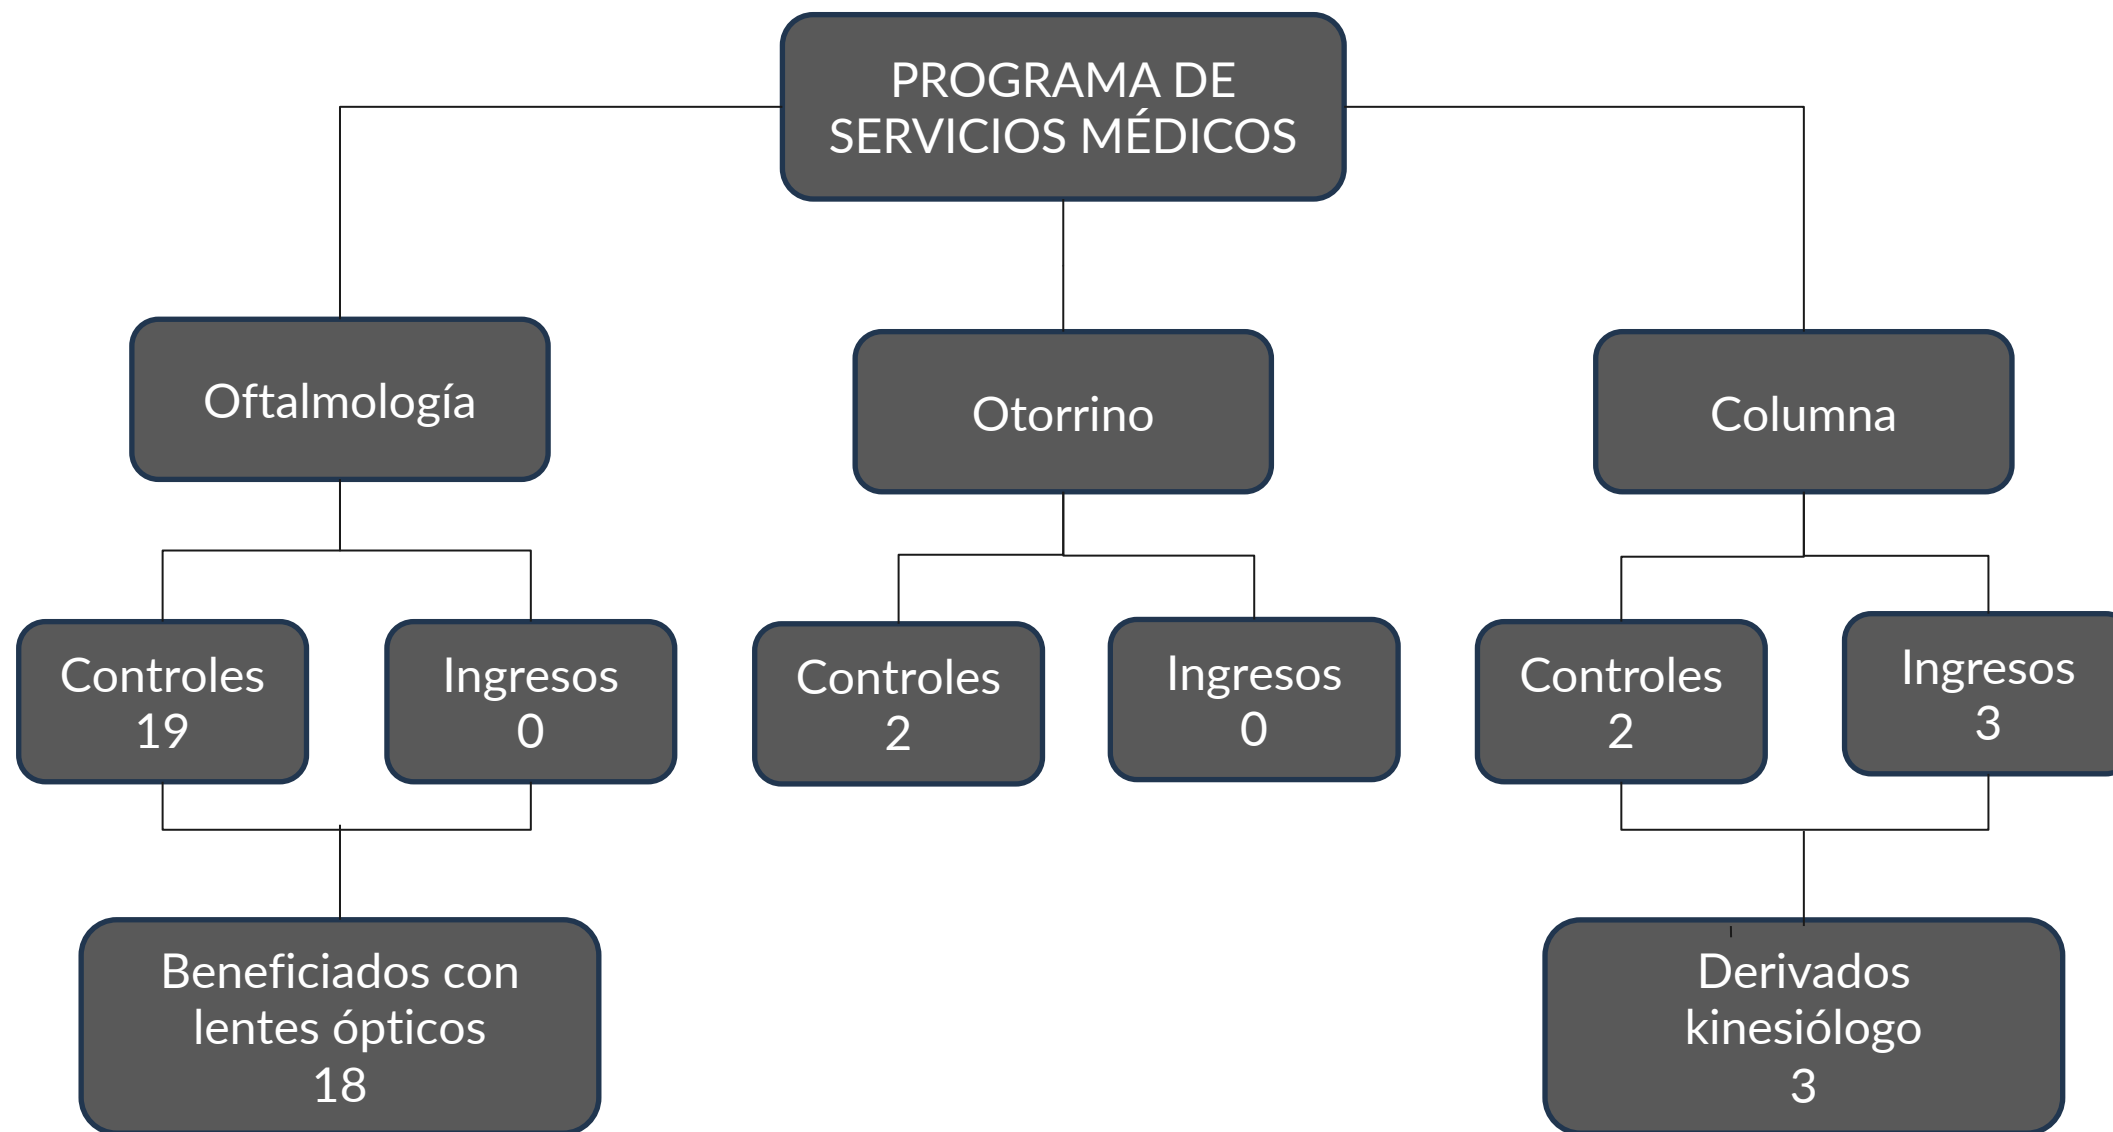 PROGRAMA DE
SERVICIOS MÉDICOS
Oftalmología
Otorrino
Columna
Controles
19
Ingresos
0
Controles
2
Ingresos
0
Controles
2
Ingresos
3
Beneficiados con
lentes ópticos
18
Derivados
kinesiólogo
3